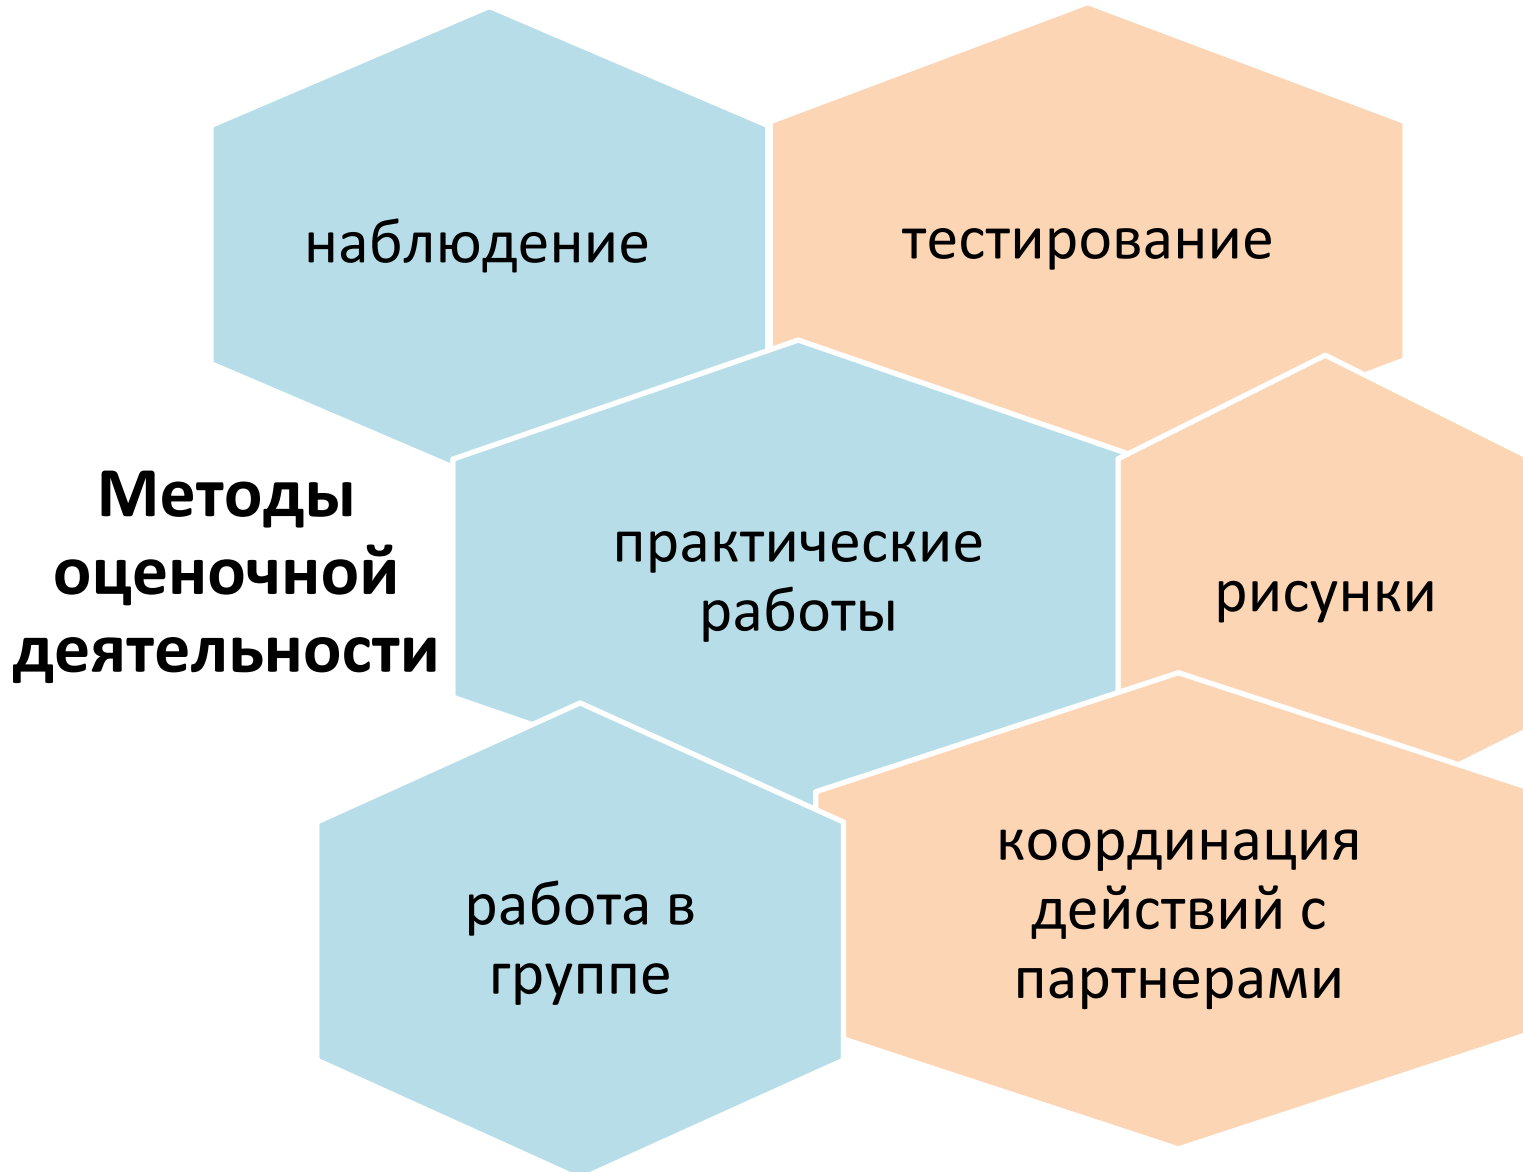 наблюдение
тестирование
Методы
оценочной
деятельности
практические
работы
рисунки
работа в
группе
координация
действий с
партнерами